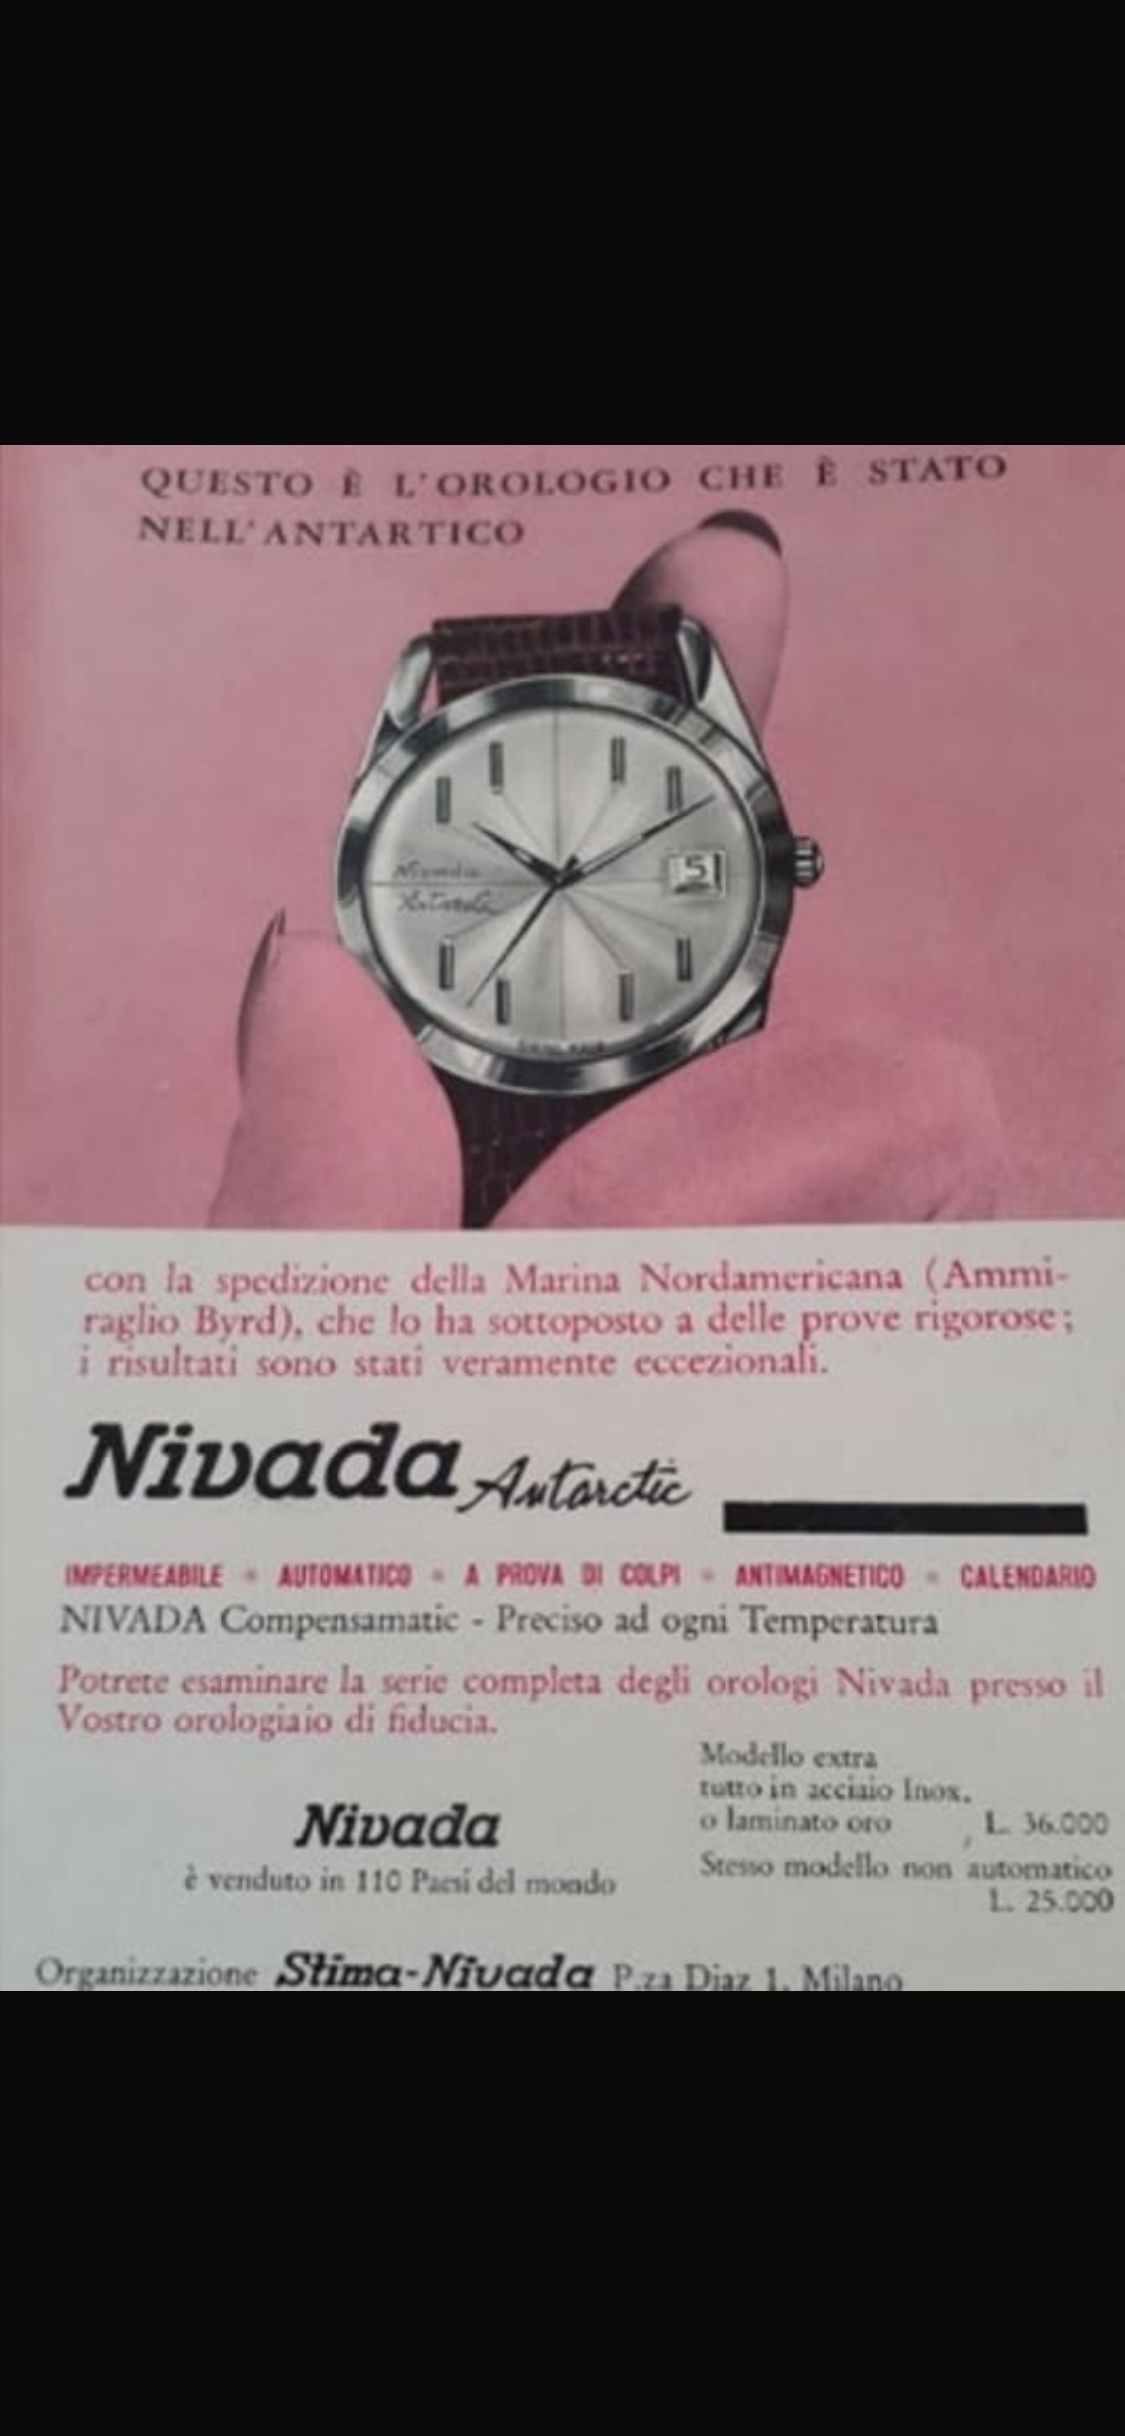 QUESTO È L'OROLOGIO CHE È STATO
NELL'ANTARTICO
Nivada
Antarctic
5
con la spedizione della Marina Nordamericana (Ammi-
raglio Byrd), che lo ha sottoposto a delle prove rigorose;
i risultati sono stati veramente eccezionali.
Nivada Antarctic
IMPERMEABILE • AUTOMATICO • A PROVA DI COLPI • ANTIMAGNETICO • CALENDARIO
NIVADA Compensamatic - Preciso ad ogni Temperatura
Potrete esaminare la serie completa degli orologi Nivada presso il
Vostro orologiaio di fiducia.
Modello extra
tutto in acciaio Inox.
o laminato oro , L. 36.000
Stesso modello non automatico
L. 25.000
Nivada
è venduto in 110 Paesi del mondo
Organizzazione Stima-Nivada P.za Diaz 1. Milano